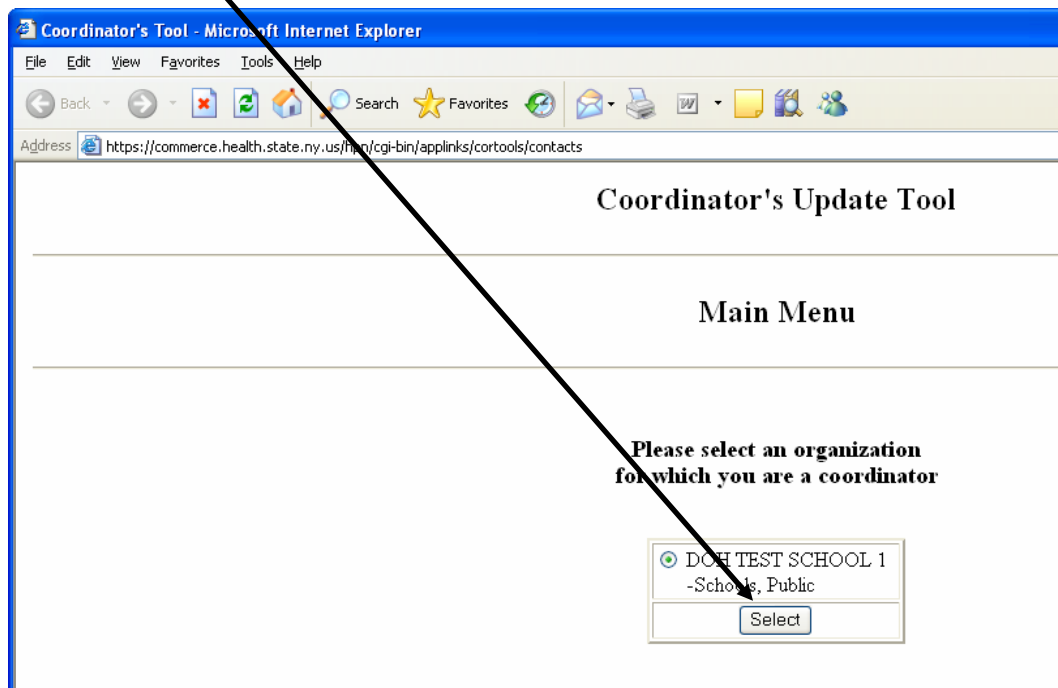 Coordinator's Tool - Microsoft Internet Explorer
File Edit View Favorites Tools Help
Back Search Favorites
Address https://commerce.health.state.ny.us/hpn/cgi-bin/applinks/cortools/contacts
Coordinator's Update Tool
Main Menu
Please select an organization
for which you are a coordinator
DOH TEST SCHOOL 1
-Schools, Public
Select